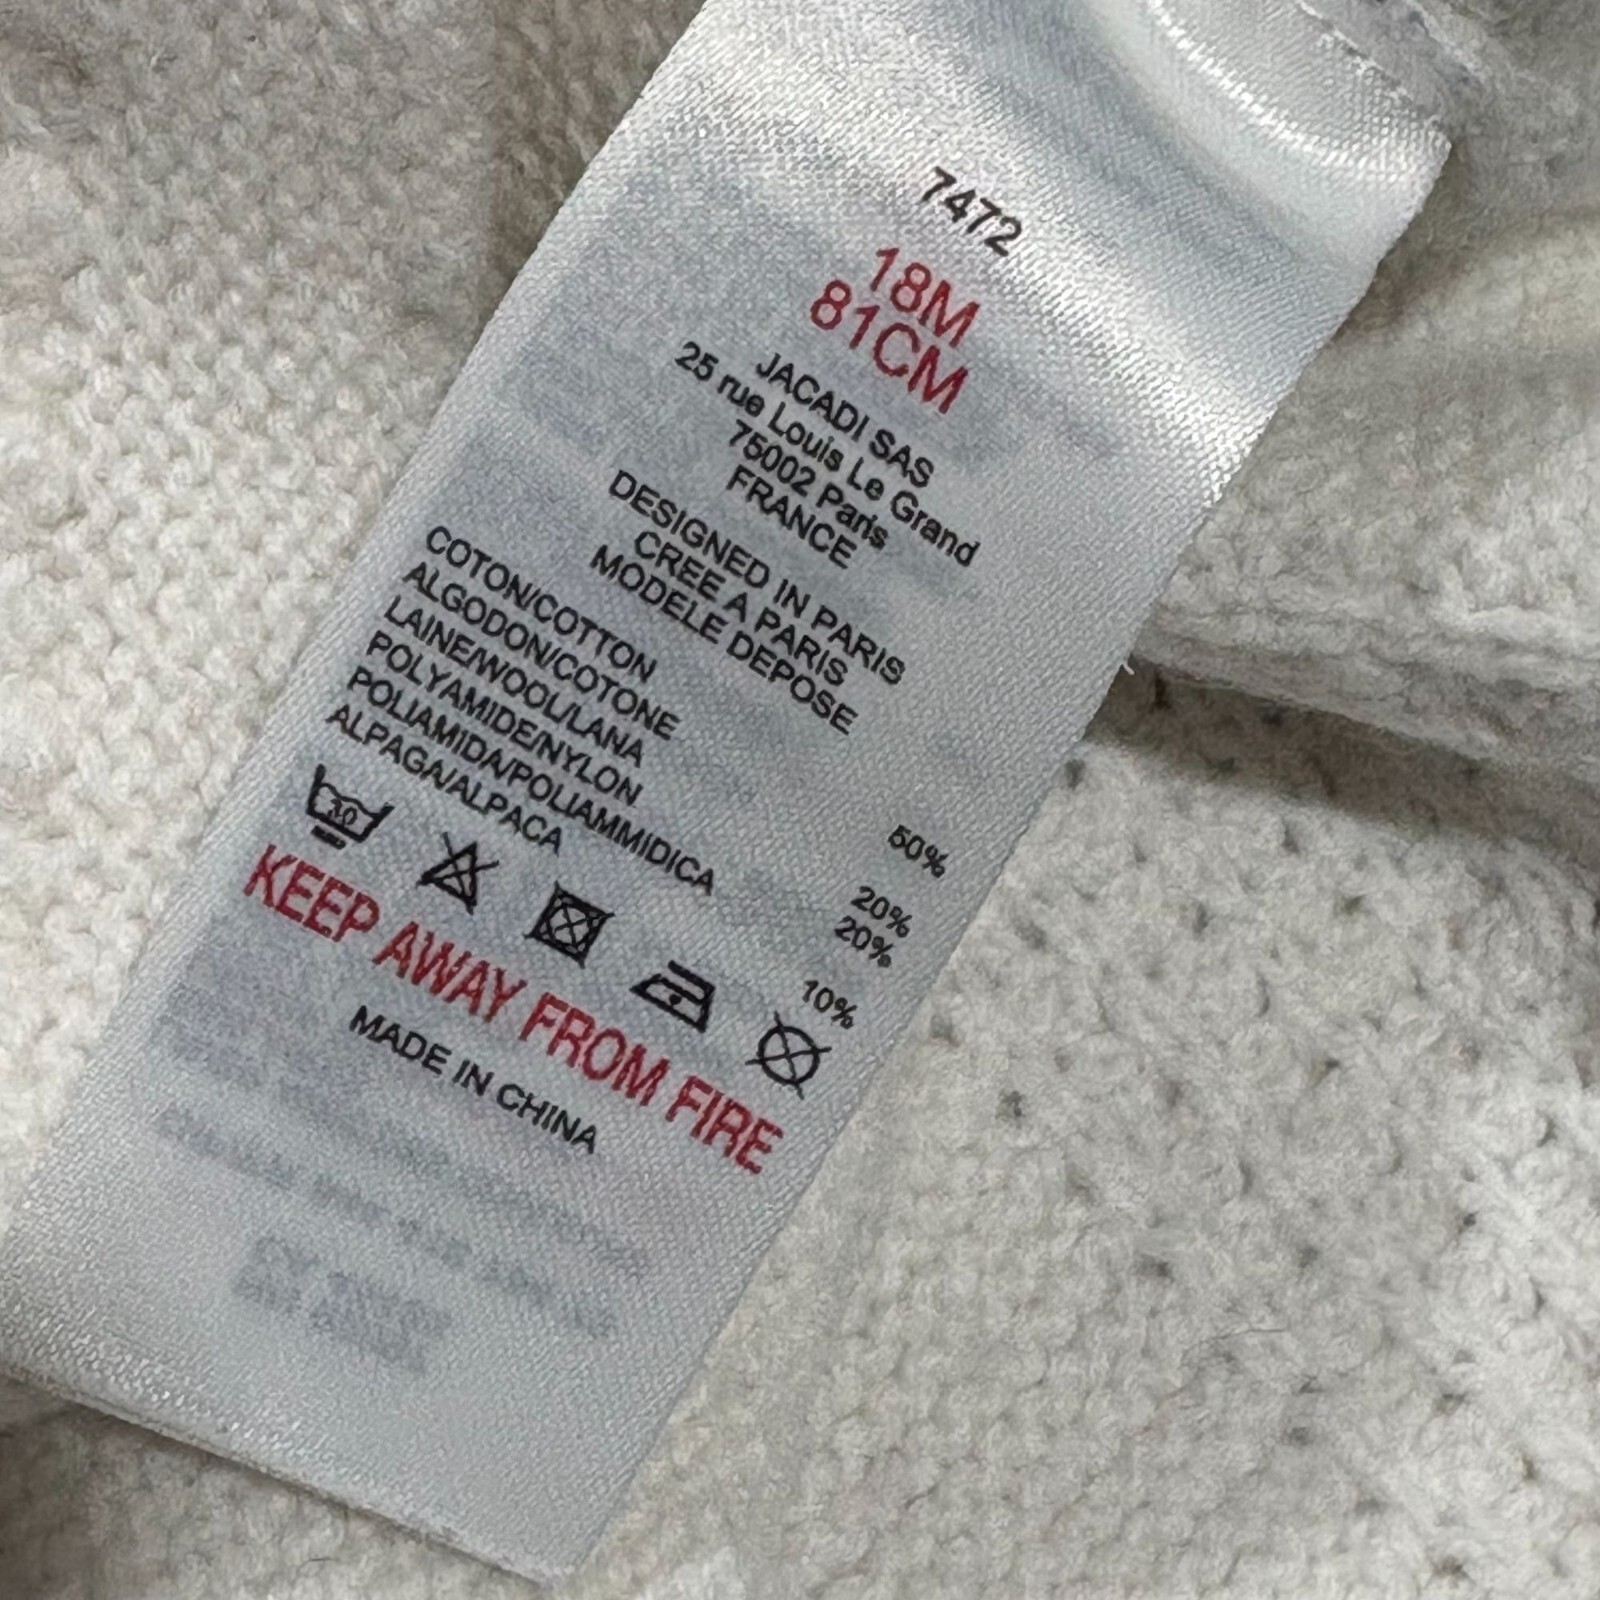 7472
18M
81CM
JACADI SAS
25 rue Louis Le Grand
75002 Paris
FRANCE
DESIGNED IN PARIS
CREE A PARIS
MODELE DEPOSE
COTON/COTTON
ALGODON/COTONE 50%
LAINE/WOOL/LANA 20%
POLYAMIDE/NYLON 20%
POLIAMIDA/POLIAMMIDICA
ALPAGA/ALPACA 10%
30
KEEP AWAY FROM FIRE
MADE IN CHINA